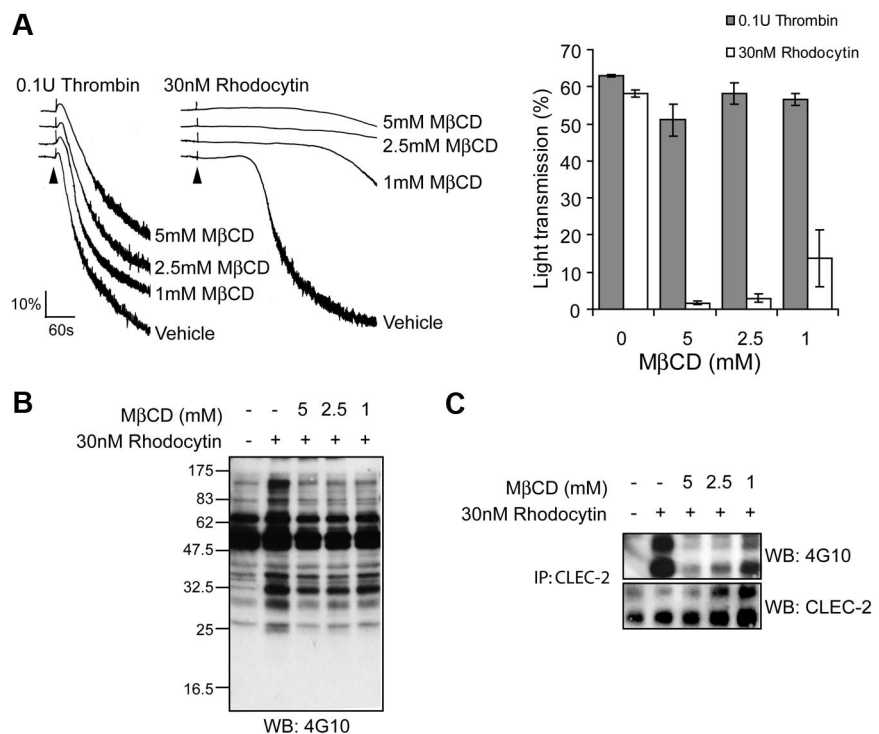 A
0.1U Thrombin
30nM Rhodocytin
5mM MβCD
2.5mM MβCD
1mM MβCD
Vehicle
10%
60s
5mM MβCD
2.5mM MβCD
1mM MβCD
Vehicle
0.1U Thrombin
30nM Rhodocytin
Light transmission (%)
70
60
50
40
30
20
10
0
0 5 2.5 1
MβCD (mM)
B
MβCD (mM) - - 5 2.5 1
30nM Rhodocytin - + + + +
175
83
62
47.5
32.5
25
16.5
WB: 4G10
C
MβCD (mM) - - 5 2.5 1
30nM Rhodocytin - + + + +
IP: CLEC-2
WB: 4G10
WB: CLEC-2